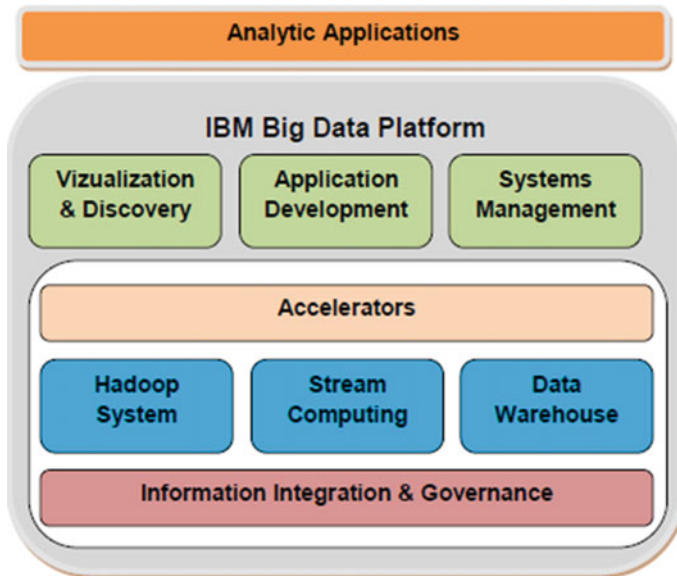 Analytic Applications
IBM Big Data Platform
Vizualization
& Discovery
Application
Development
Systems
Management
Accelerators
Hadoop
System
Stream
Computing
Data
Warehouse
Information Integration & Governance